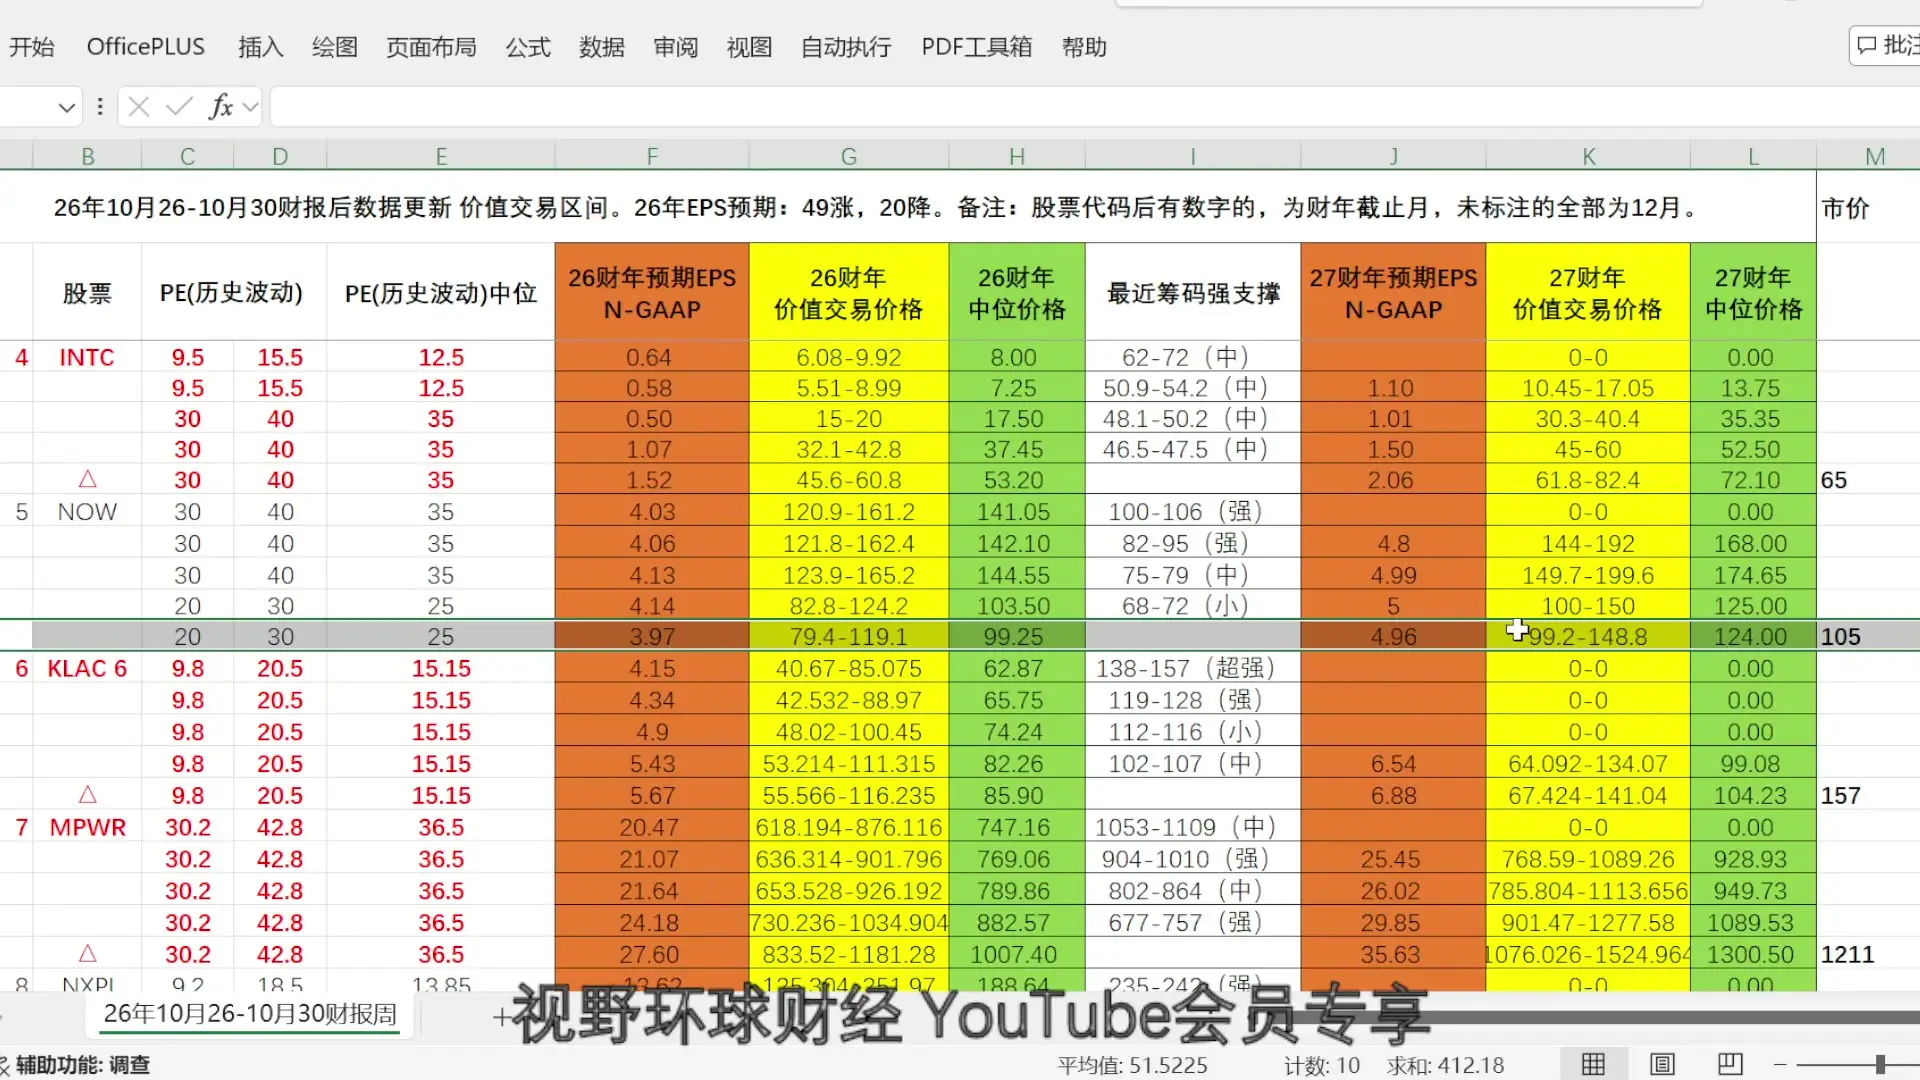 开始 OfficePLUS 插入 绘图 页面布局 公式 数据 审阅 视图 自动执行 PDF工具箱 帮助 批注
fx
B C D E F G H I J K L M
26年10月26-10月30财报后数据更新 价值交易区间。26年EPS预期：49涨，20降。备注：股票代码后有数字的，为财年截止月，未标注的全部为12月。 市价
股票 PE(历史波动) PE(历史波动)中位 26财年预期EPS N-GAAP 26财年 价值交易价格 26财年 中位价格 最近筹码强支撑 27财年预期EPS N-GAAP 27财年 价值交易价格 27财年 中位价格
4 INTC 9.5 15.5 12.5 0.64 6.08-9.92 8.00 62-72（中） 0-0 0.00
9.5 15.5 12.5 0.58 5.51-8.99 7.25 50.9-54.2（中） 1.10 10.45-17.05 13.75
30 40 35 0.50 15-20 17.50 48.1-50.2（中） 1.01 30.3-40.4 35.35
30 40 35 1.07 32.1-42.8 37.45 46.5-47.5（中） 1.50 45-60 52.50
△ 30 40 35 1.52 45.6-60.8 53.20 2.06 61.8-82.4 72.10 65
5 NOW 30 40 35 4.03 120.9-161.2 141.05 100-106（强） 0-0 0.00
30 40 35 4.06 121.8-162.4 142.10 82-95（强） 4.8 144-192 168.00
30 40 35 4.13 123.9-165.2 144.55 75-79（中） 4.99 149.7-199.6 174.65
20 30 25 4.14 82.8-124.2 103.50 68-72（小） 5 100-150 125.00
20 30 25 3.97 79.4-119.1 99.25 4.96 99.2-148.8 124.00 105
6 KLAC 6 9.8 20.5 15.15 4.15 40.67-85.075 62.87 138-157（超强） 0-0 0.00
9.8 20.5 15.15 4.34 42.532-88.97 65.75 119-128（强） 0-0 0.00
9.8 20.5 15.15 4.9 48.02-100.45 74.24 112-116（小） 0-0 0.00
9.8 20.5 15.15 5.43 53.214-111.315 82.26 102-107（中） 6.54 64.092-134.07 99.08
△ 9.8 20.5 15.15 5.67 55.566-116.235 85.90 6.88 67.424-141.04 104.23 157
7 MPWR 30.2 42.8 36.5 20.47 618.194-876.116 747.16 1053-1109（中） 0-0 0.00
30.2 42.8 36.5 21.07 636.314-901.796 769.06 904-1010（强） 25.45 768.59-1089.26 928.93
30.2 42.8 36.5 21.64 653.528-926.192 789.86 802-864（中） 26.02 785.804-1113.656 949.73
30.2 42.8 36.5 24.18 730.236-1034.904 882.57 677-757（强） 29.85 901.47-1277.58 1089.53
△ 30.2 42.8 36.5 27.60 833.52-1181.28 1007.40 35.63 1076.026-1524.964 1300.50 1211
8 NXPI 9.2 18.5 13.85 13.62 125.304-251.97 188.64 235-242（强） 0-0 0.00
26年10月26-10月30财报周 +
视野环球财经 YouTube会员专享
辅助功能: 调查 平均值: 51.5225 计数: 10 求和: 412.18